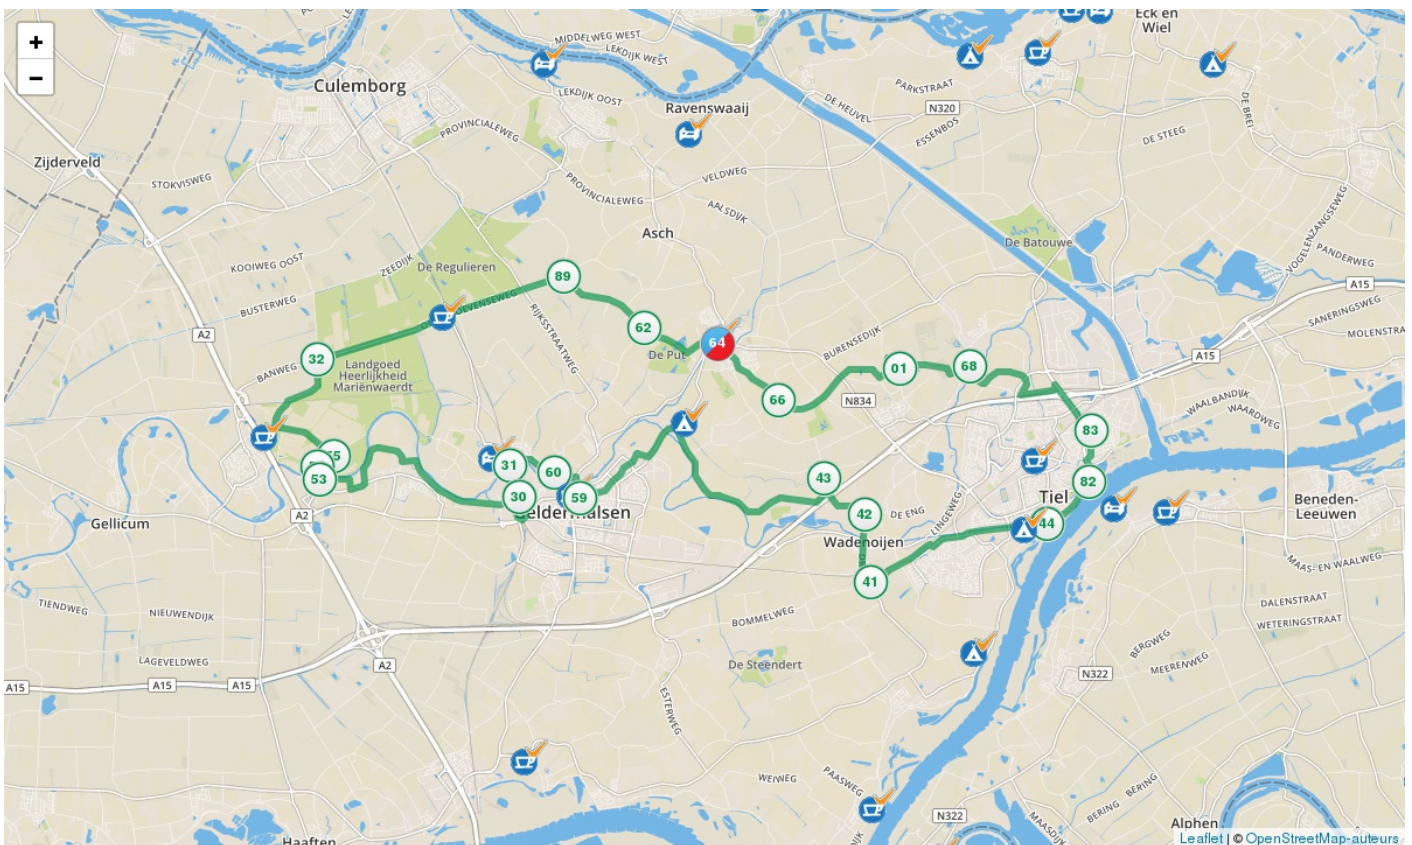 +
−
Culemborg
Zijderveld
STOKVISWEG
PROVINCIALEWEG
MIDDELWEG WEST
LEKDIJK WEST
LEKDIJK OOST
Ravenswaaij
PROVINCIALEWEG
VELDWEG
AALSDIJK
Asch
DE HEUVEL
PARKSTRAAT
N320
ESSENBOS
Eck en
Wiel
DE BREI
DE STEEG
De Batouwe
VOGELENZANGSEWEG
PANDERWEG
A15
SANERINGSWEG
MOLENSTRA
KOOIWEG OOST
ZEEDIJK
De Regulieren
BUSTERWEG
A2
BANWEG
RIJKSSTRAATWEG
Landgoed
Heerlijkheid
Mariënwaerdt
De Put
BURENSEDIJK
A15
N834
WAALBANDIJK
WAARDWEG
89
62
64
32
66
01
68
83
53
31
60
30
59
43
42
82
44
41
A2
Gellicum
DE ENG
LINGEWEG
Tiel
Wadenoijen
Beneden-
Leeuwen
MAAS- EN WAALWEG
TIENDWEG
NIEUWENDIJK
BOMMELWEG
DALENSTRAAT
WETERINGSTRAAT
BERGWEG
MEERENWEG
LAGEVELDWEG
A2
De Steendert
N322
A15
A15
A15
ESTERWEG
WEIWEG
PAASWEG
N322
MAASDIJK
BERING
BERING
Alphen
Haaften
Leaflet | © OpenStreetMap-auteurs